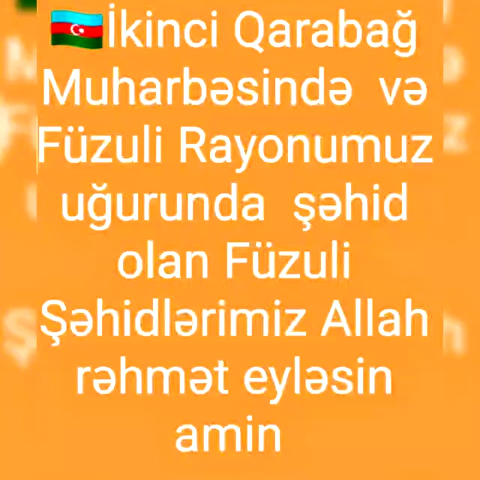 🇦🇿İkinci Qarabağ
Muharbəsində və
Füzuli Rayonumuz
uğurunda şəhid
olan Füzuli
Şəhidlərimiz Allah
rəhmət eyləsin
amin